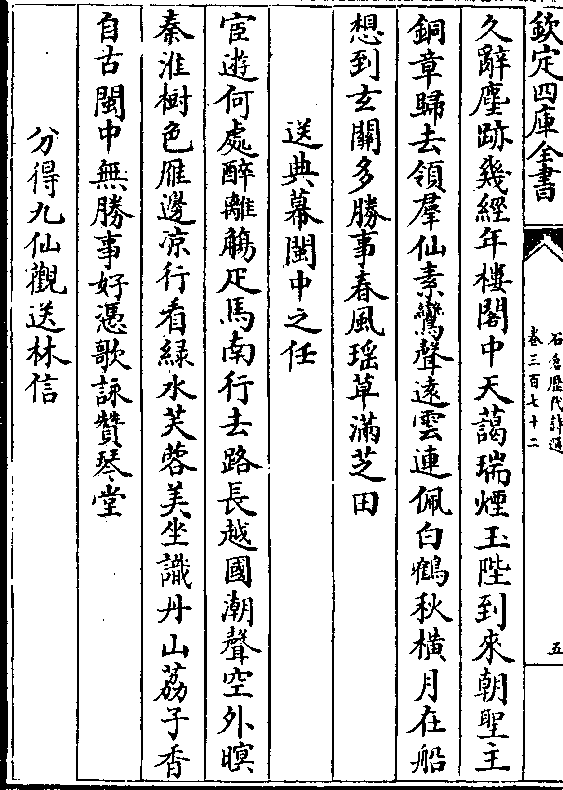 欽定四庫全書
石倉歷代詩選
卷三百七十二
五
久辭塵跡幾經年樓閣中天藹瑞煙玉陛到來朝聖主
銅章歸去領羣仙素鸞聲遠雲連佩白鶴秋橫月在船
想到玄關多勝事春風瑶草滿芝田
送典幕閩中之任
宦遊何處醉離觴疋馬南行去路長越國潮聲空外暝
秦淮樹色雁邊凉行看緑水芙蓉美坐識丹山荔子香
自古閩中無勝事好憑歌詠贊琴堂
分得九仙觀送林信